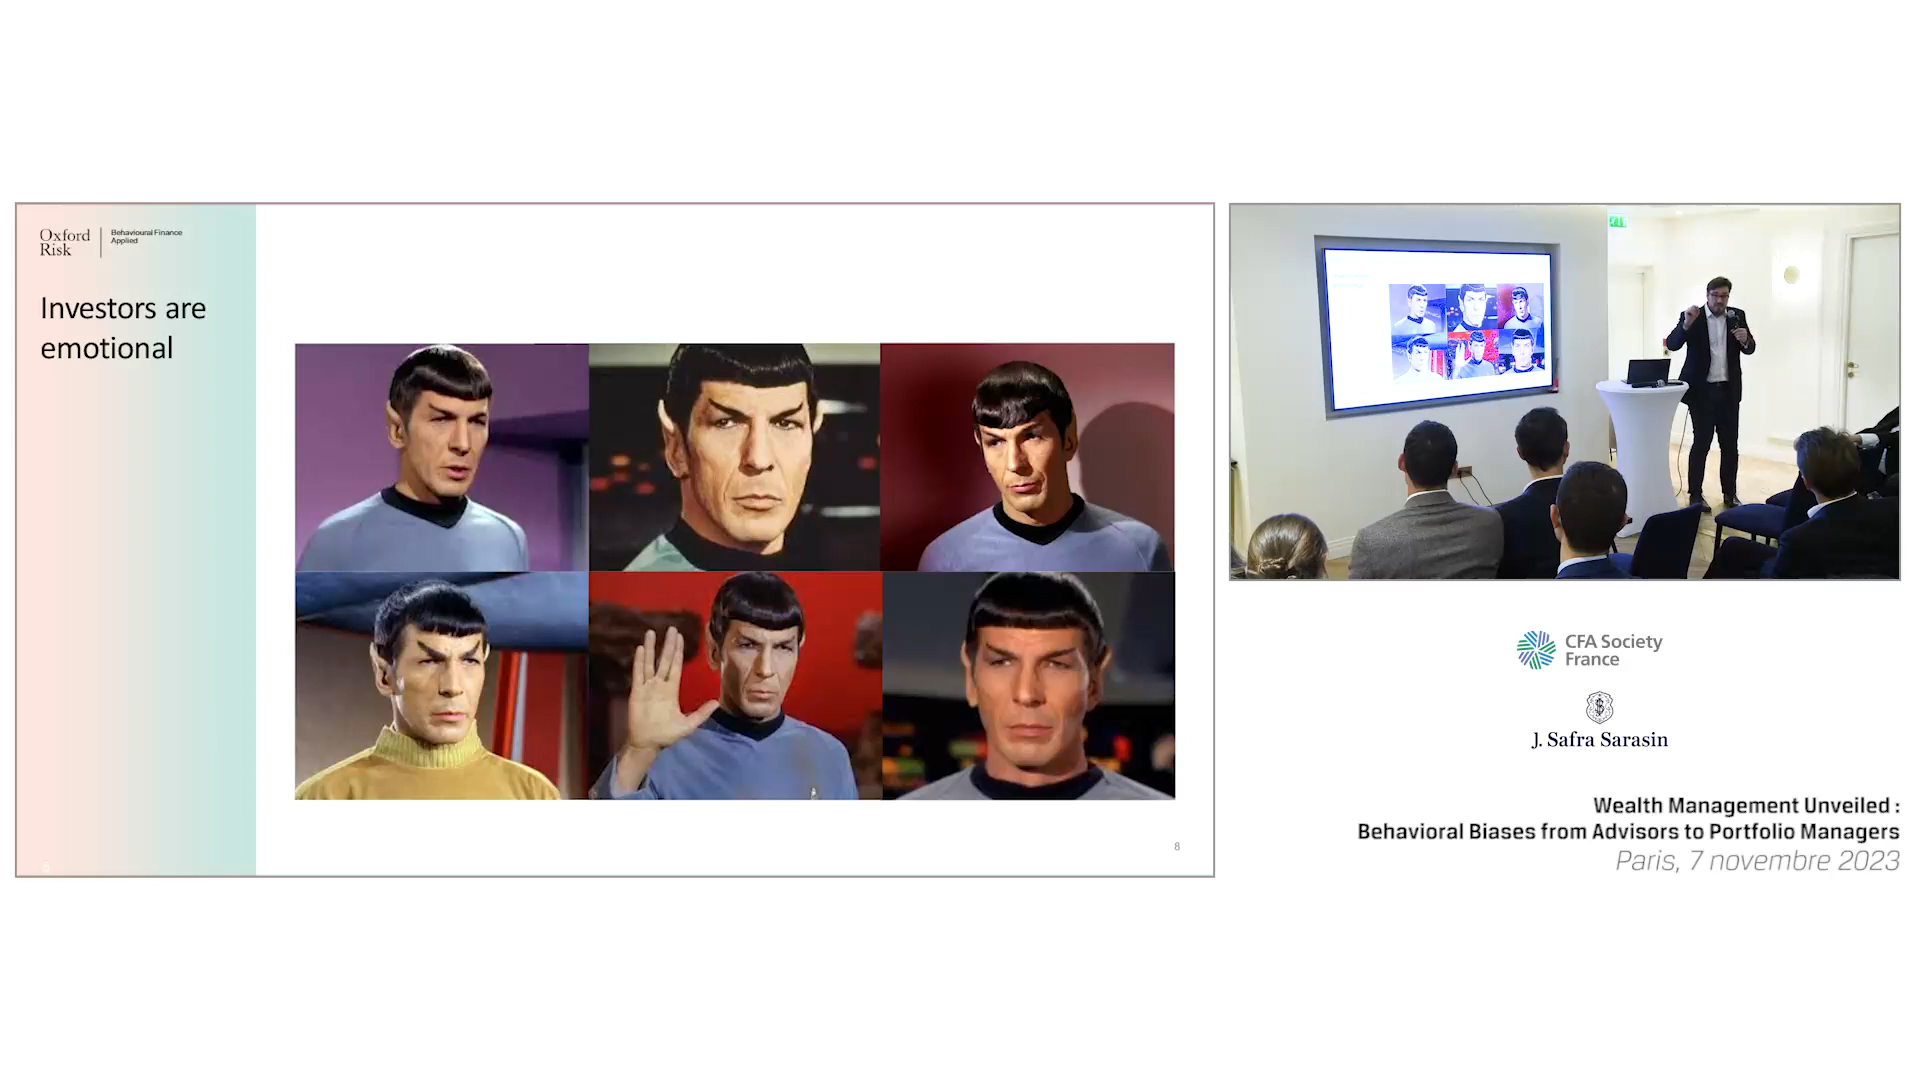 Oxford
Risk
Behavioural Finance
Applied
Investors are
emotional
8
CFA Society
France
J. Safra Sarasin
Wealth Management Unveiled :
Behavioral Biases from Advisors to Portfolio Managers
Paris, 7 novembre 2023